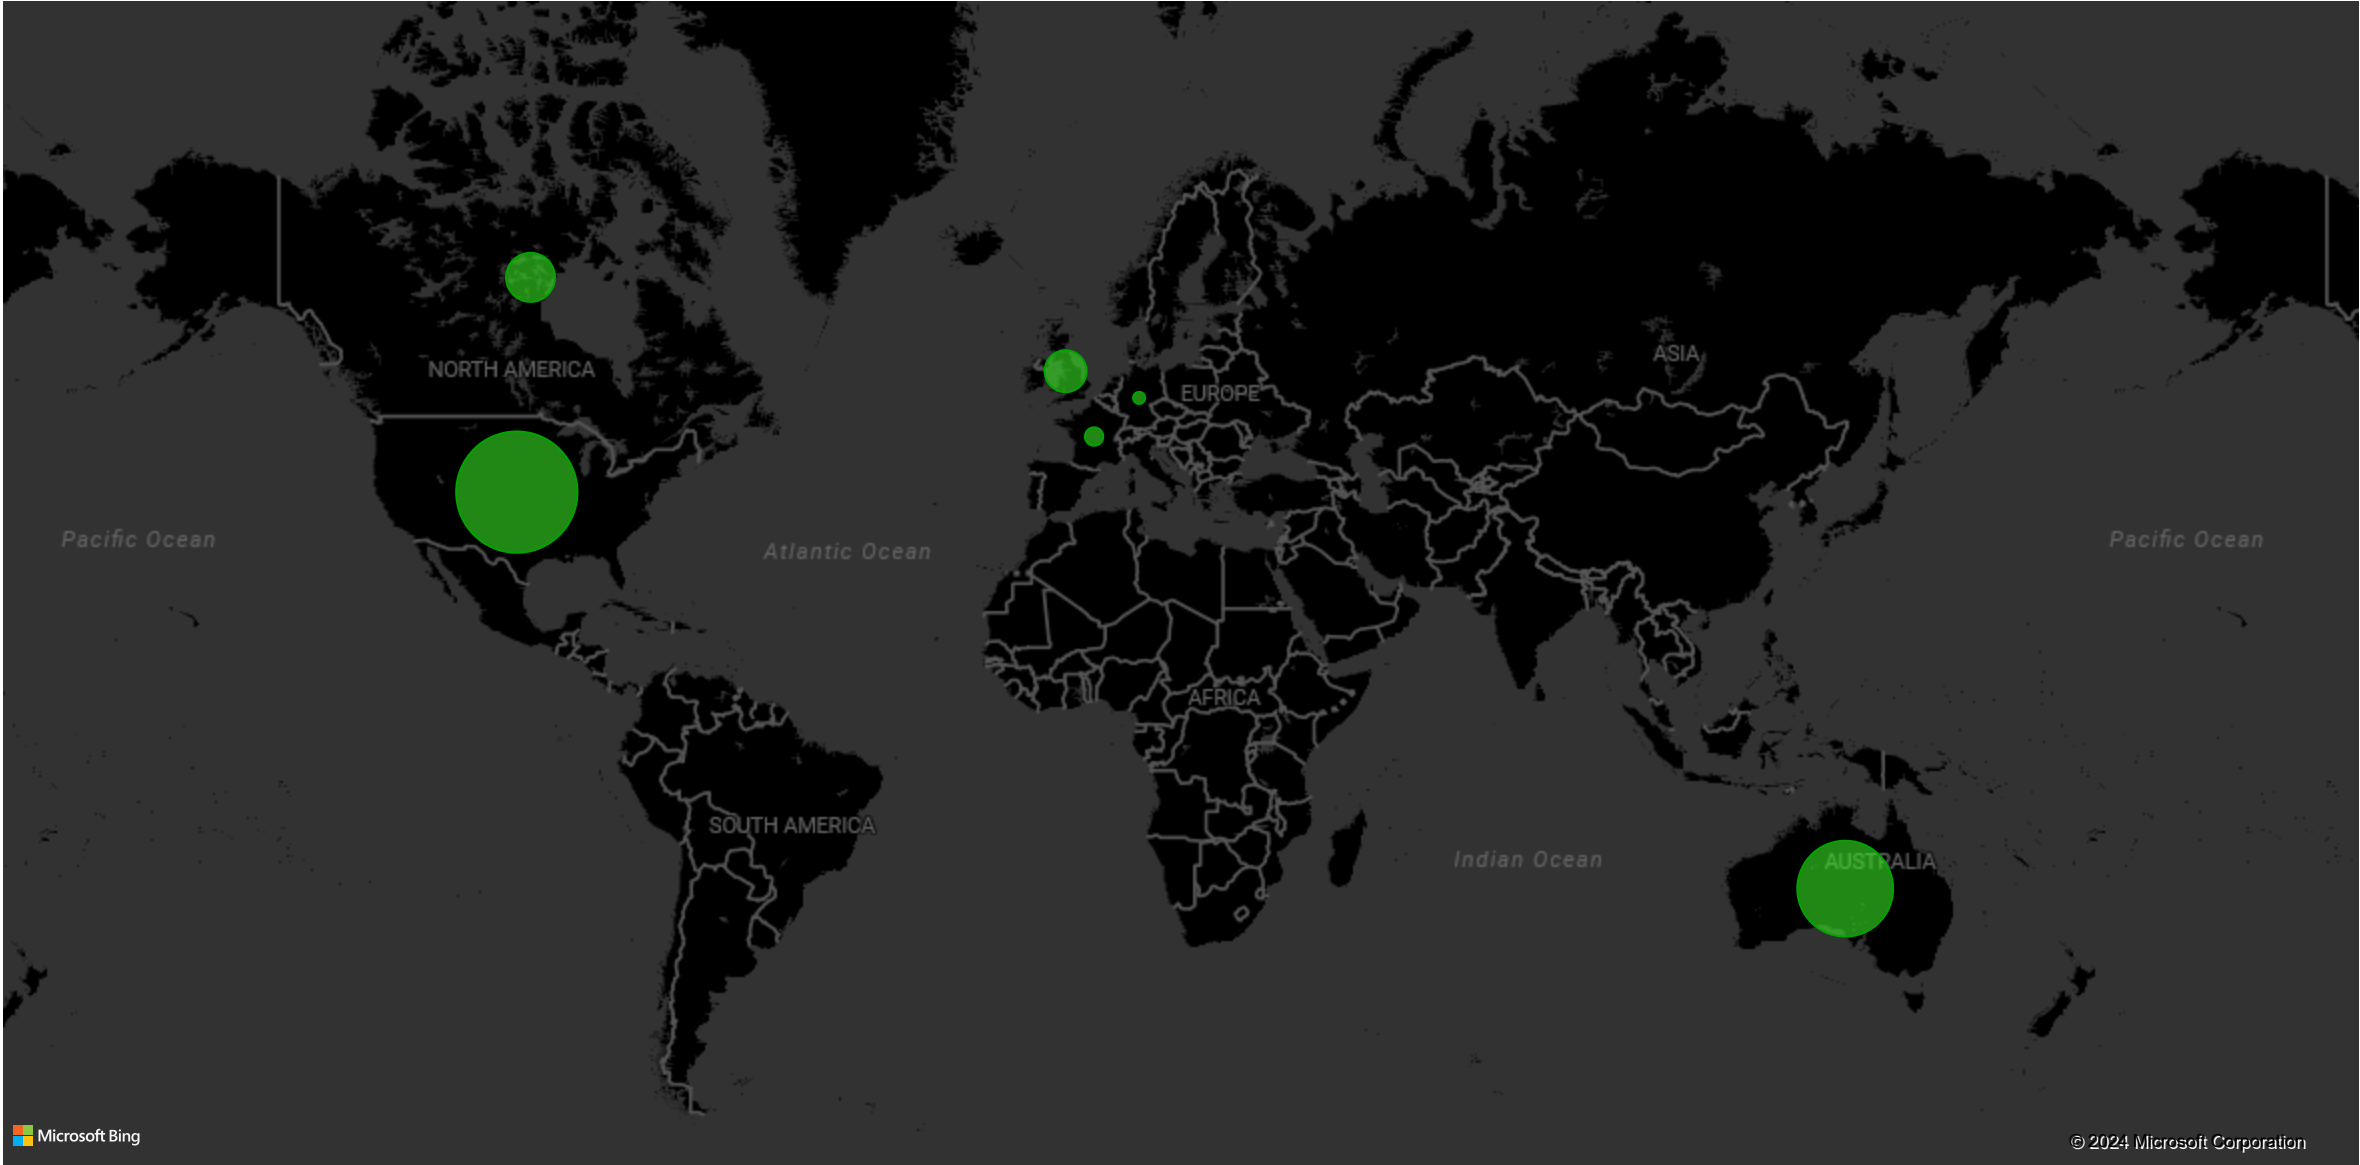 ASIA
NORTH AMERICA
EUROPE
Pacific Ocean
Atlantic Ocean
Pacific Ocean
AFRICA
SOUTH AMERICA
Indian Ocean
AUSTRALIA
Microsoft Bing
© 2024 Microsoft Corporation